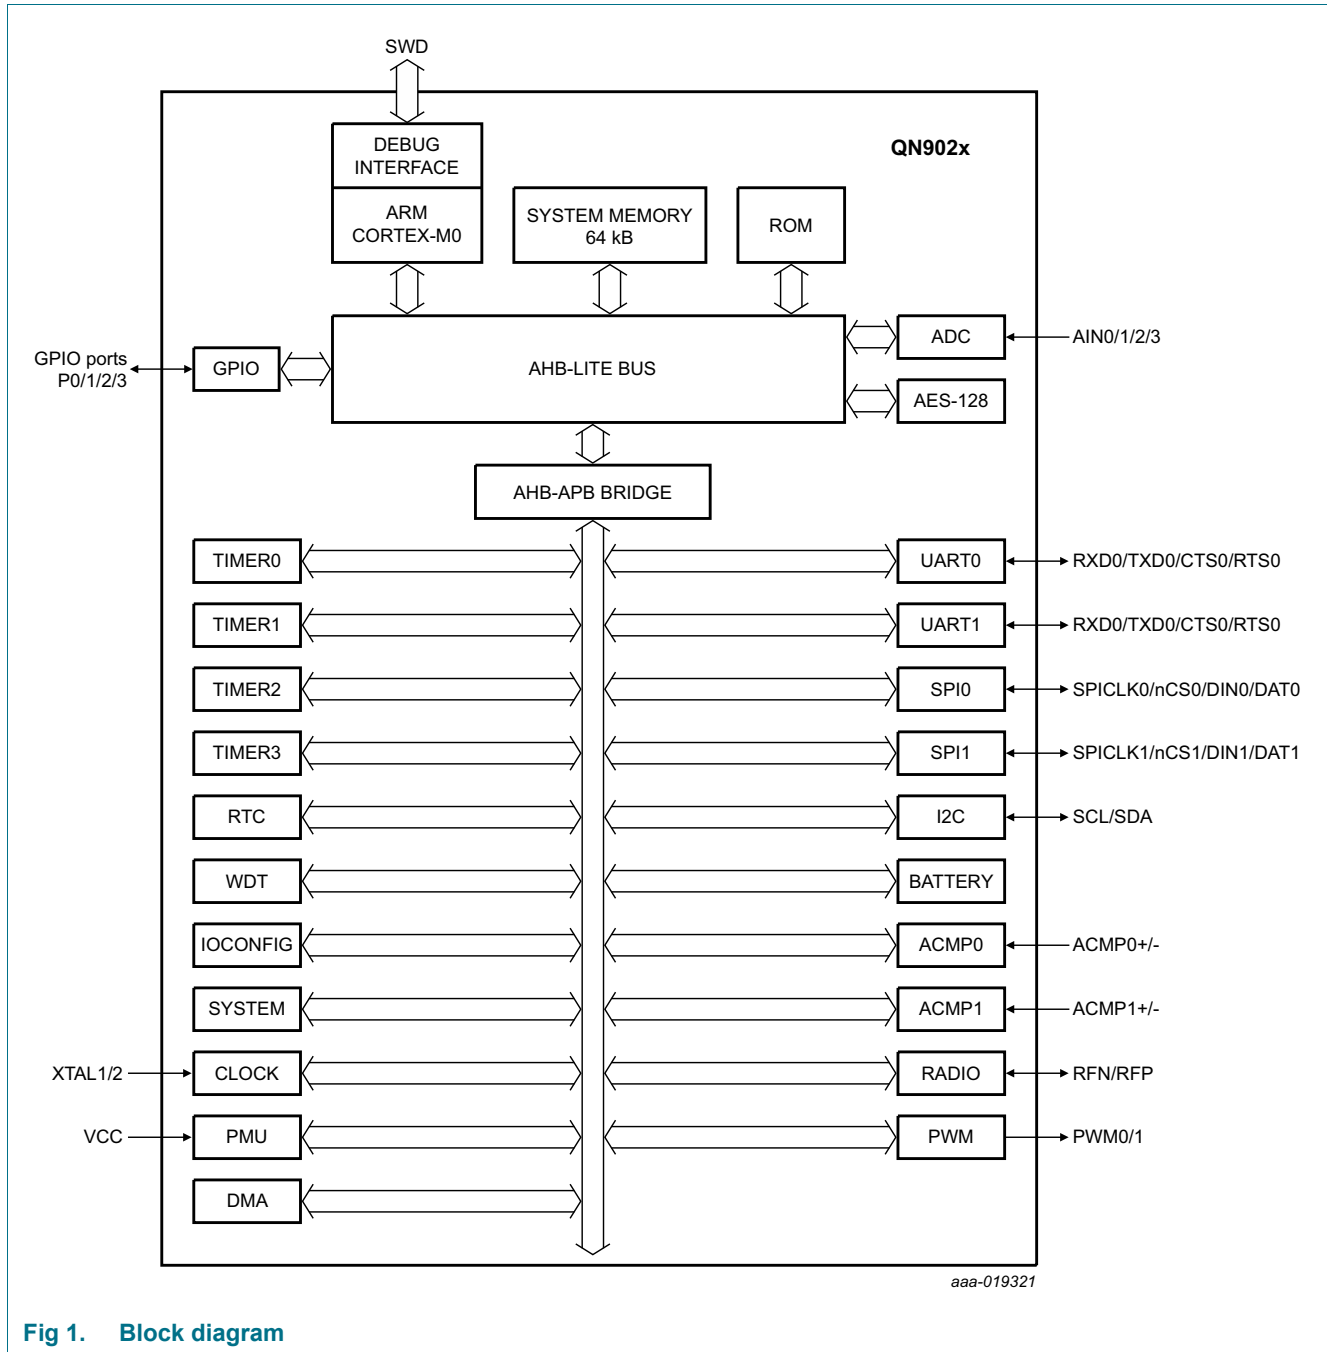 SWD
QN902x
DEBUG
INTERFACE
ARM
CORTEX-M0
SYSTEM MEMORY
64 kB
ROM
GPIO ports
P0/1/2/3
GPIO
AHB-LITE BUS
ADC
AIN0/1/2/3
AES-128
AHB-APB BRIDGE
TIMER0
UART0
RXD0/TXD0/CTS0/RTS0
TIMER1
UART1
RXD0/TXD0/CTS0/RTS0
TIMER2
SPI0
SPICLK0/nCS0/DIN0/DAT0
TIMER3
SPI1
SPICLK1/nCS1/DIN1/DAT1
RTC
I2C
SCL/SDA
WDT
BATTERY
IOCONFIG
ACMP0
ACMP0+/-
SYSTEM
ACMP1
ACMP1+/-
XTAL1/2
CLOCK
RADIO
RFN/RFP
VCC
PMU
PWM
PWM0/1
DMA
aaa-019321
Fig 1. Block diagram